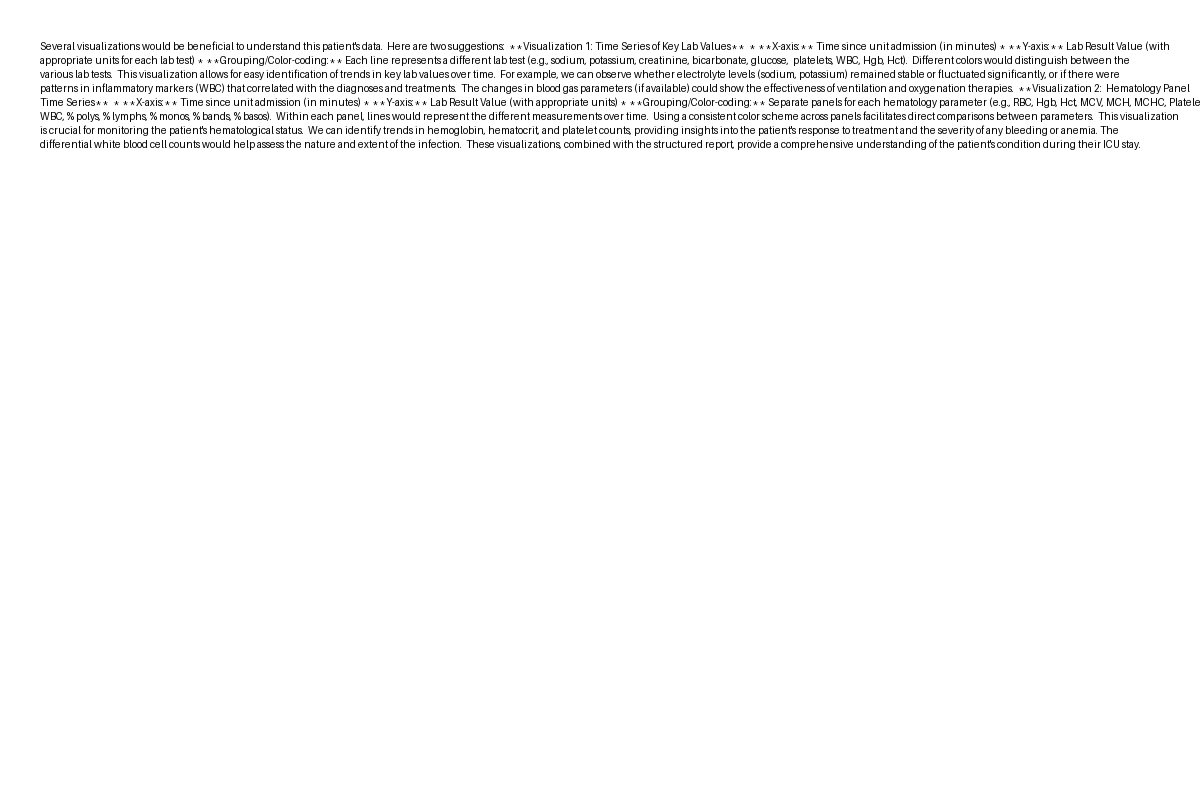 Several visualizations would be beneficial to understand this patient's data.  Here are two suggestions:  **Visualization 1: Time Series of Key Lab Values**  * **X-axis:** Time since unit admission (in minutes) * **Y-axis:** Lab Result Value (with
appropriate units for each lab test) * **Grouping/Color-coding:** Each line represents a different lab test (e.g., sodium, potassium, creatinine, bicarbonate, glucose,  platelets, WBC, Hgb, Hct).  Different colors would distinguish between the
various lab tests.  This visualization allows for easy identification of trends in key lab values over time.  For example, we can observe whether electrolyte levels (sodium, potassium) remained stable or fluctuated significantly, or if there were
patterns in inflammatory markers (WBC) that correlated with the diagnoses and treatments.  The changes in blood gas parameters (if available) could show the effectiveness of ventilation and oxygenation therapies.  **Visualization 2:  Hematology Panel
Time Series**  * **X-axis:** Time since unit admission (in minutes) * **Y-axis:** Lab Result Value (with appropriate units) * **Grouping/Color-coding:** Separate panels for each hematology parameter (e.g., RBC, Hgb, Hct, MCV, MCH, MCHC, Platele
WBC, % polys, % lymphs, % monos, % bands, % basos).  Within each panel, lines would represent the different measurements over time.  Using a consistent color scheme across panels facilitates direct comparisons between parameters.  This visualization
is crucial for monitoring the patient's hematological status.  We can identify trends in hemoglobin, hematocrit, and platelet counts, providing insights into the patient's response to treatment and the severity of any bleeding or anemia. The
differential white blood cell counts would help assess the nature and extent of the infection.  These visualizations, combined with the structured report, provide a comprehensive understanding of the patient's condition during their ICU stay.